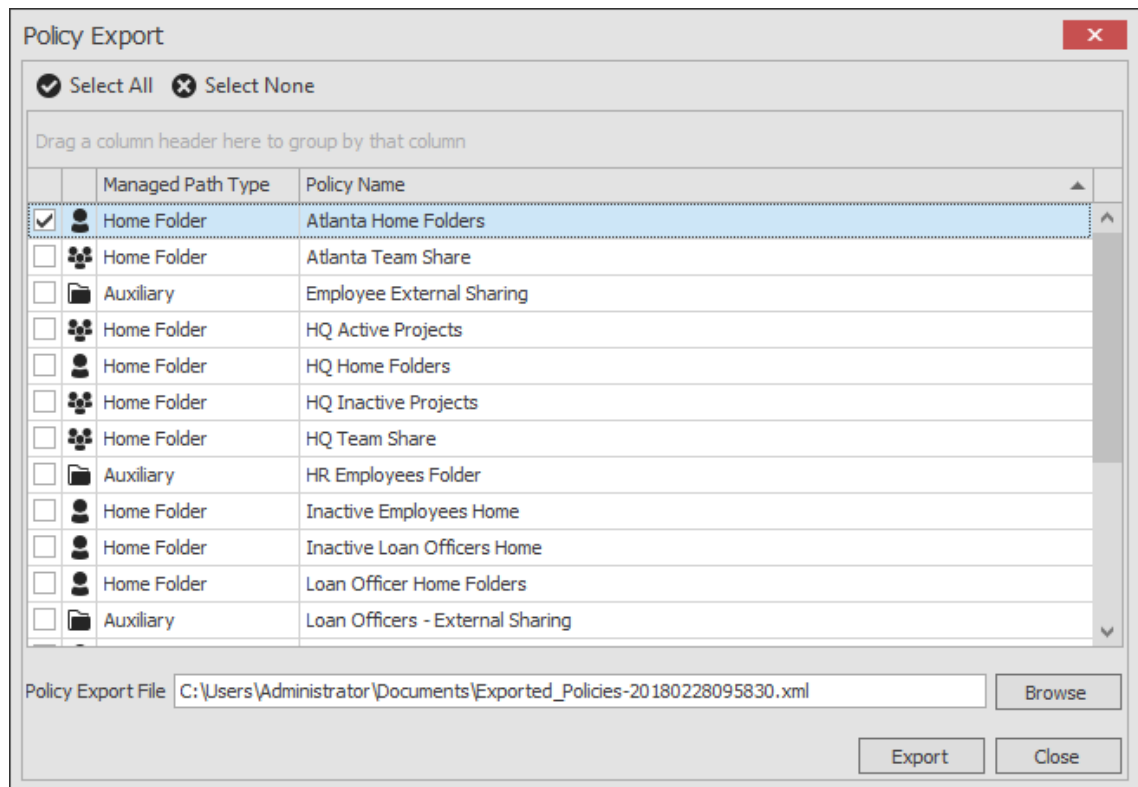 Policy Export
Select All Select None
Drag a column header here to group by that column
Managed Path Type Policy Name
Home Folder Atlanta Home Folders
Home Folder Atlanta Team Share
Auxiliary Employee External Sharing
Home Folder HQ Active Projects
Home Folder HQ Home Folders
Home Folder HQ Inactive Projects
Home Folder HQ Team Share
Auxiliary HR Employees Folder
Home Folder Inactive Employees Home
Home Folder Inactive Loan Officers Home
Home Folder Loan Officer Home Folders
Auxiliary Loan Officers - External Sharing
Policy Export File C:\Users\Administrator\Documents\Exported_Policies-20180228095830.xml Browse
Export Close